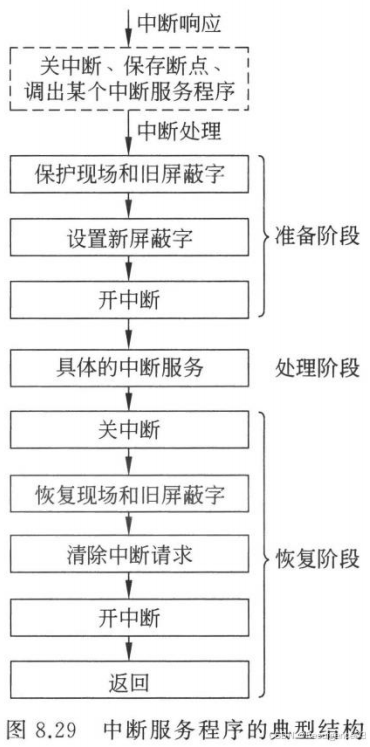 中断响应
关中断、保存断点、
调出某个中断服务程序
中断处理
保护现场和旧屏蔽字
设置新屏蔽字
准备阶段
开中断
具体的中断服务
处理阶段
关中断
恢复现场和旧屏蔽字
清除中断请求
恢复阶段
开中断
返回
图 8.29 中断服务程序的典型结构